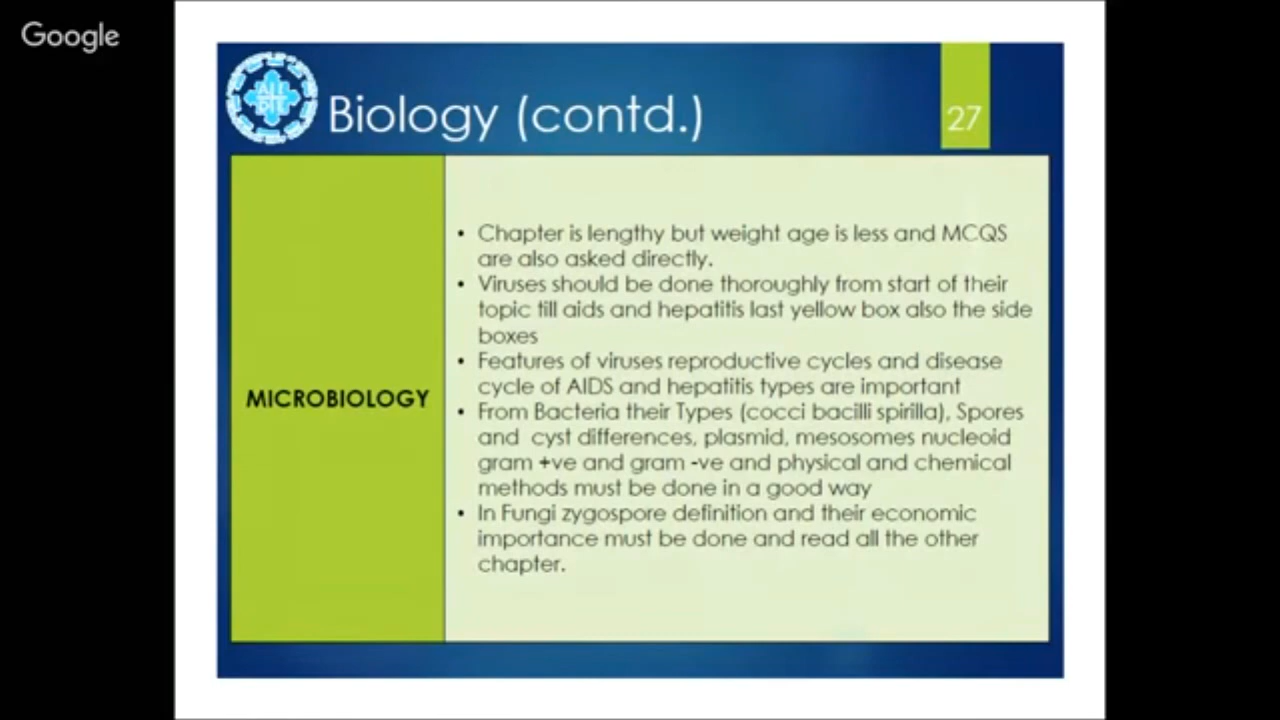 Google
Biology (contd.)
27
MICROBIOLOGY
• Chapter is lengthy but weight age is less and MCQS
are also asked directly.
• Viruses should be done thoroughly from start of their
topic till aids and hepatitis last yellow box also the side
boxes
• Features of viruses reproductive cycles and disease
cycle of AIDS and hepatitis types are important
• From Bacteria their Types (cocci bacilli spirilla), Spores
and cyst differences, plasmid, mesosomes nucleoid
gram +ve and gram -ve and physical and chemical
methods must be done in a good way
• In Fungi zygospore definition and their economic
importance must be done and read all the other
chapter.